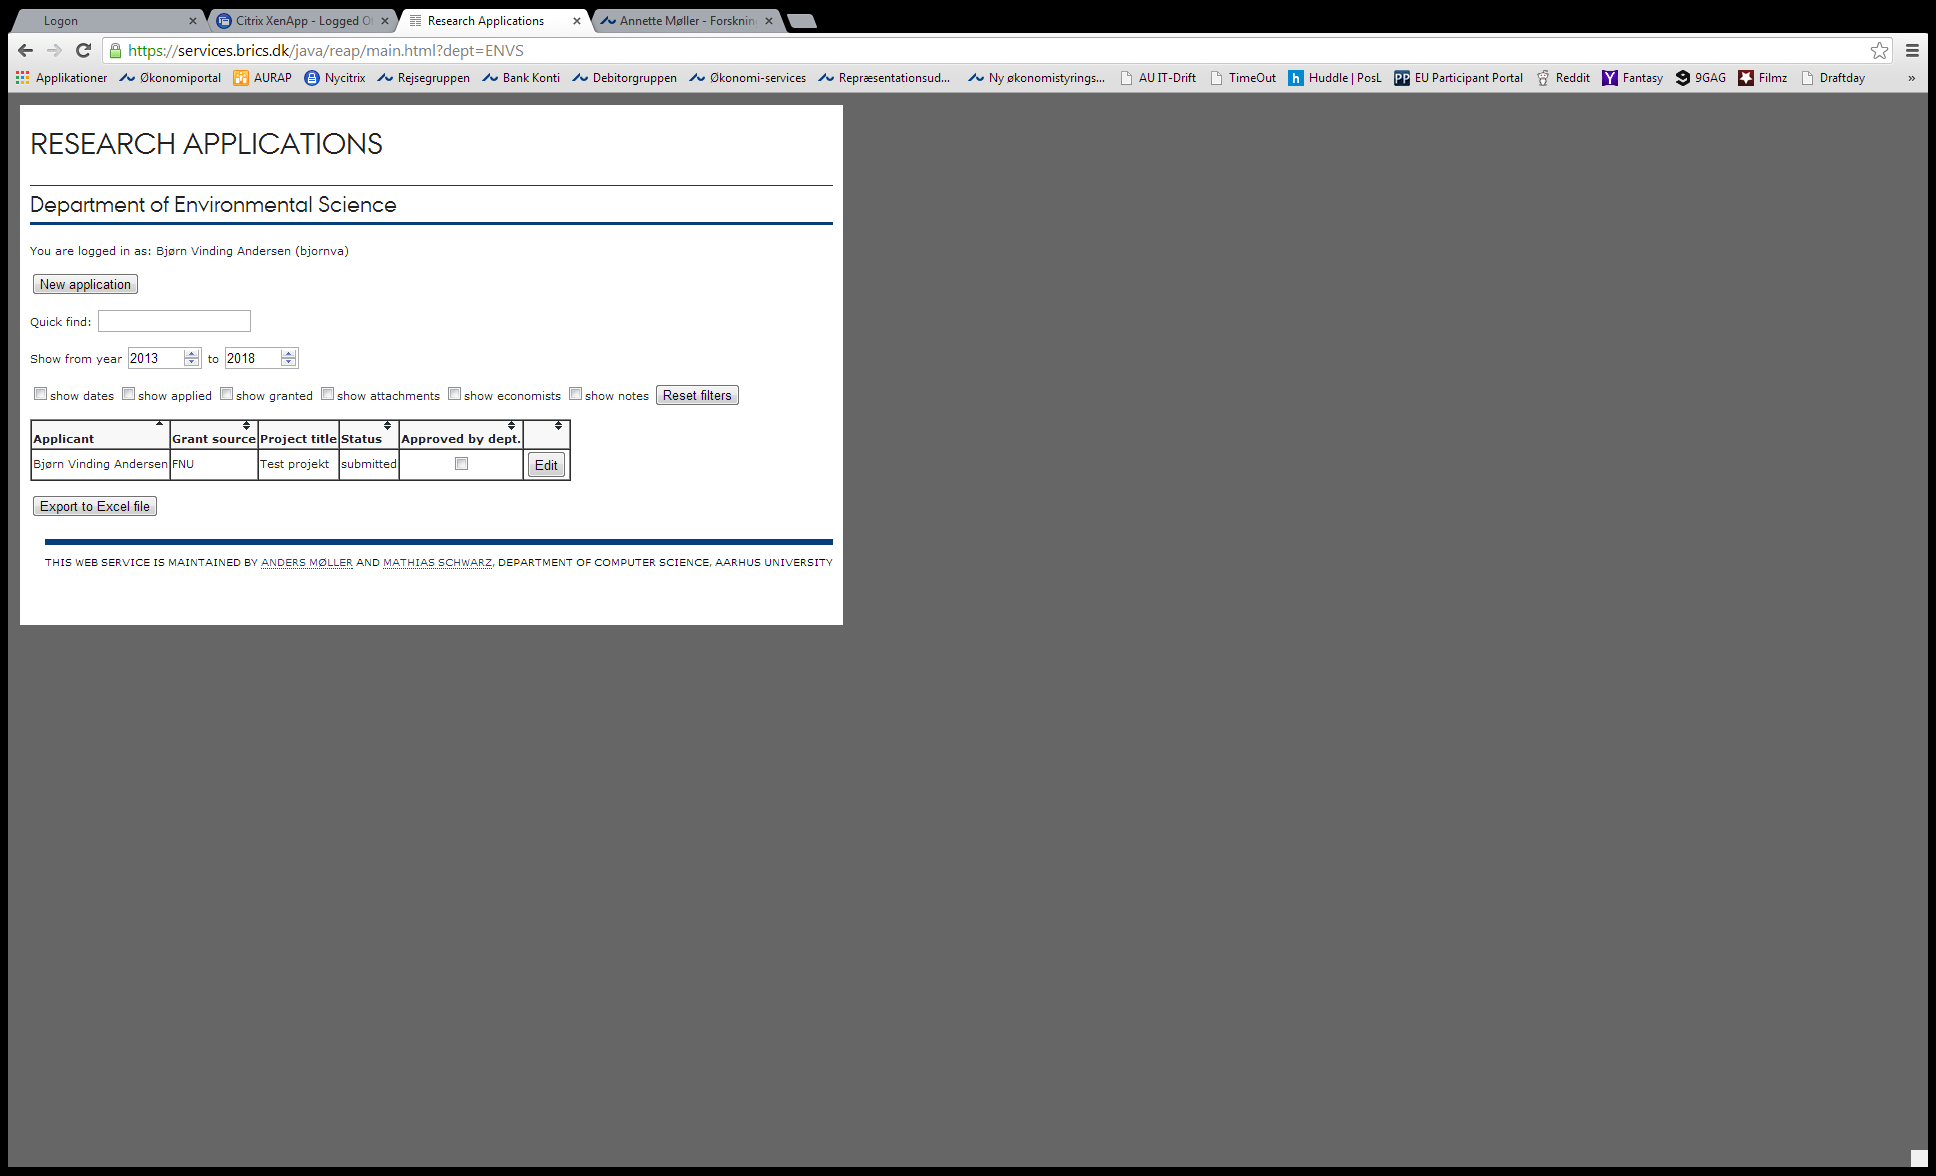 Logon
Citrix XenApp - Logged O
Research Applications
Annette Møller - Forsknin
https://services.brics.dk/java/reap/main.html?dept=ENVS
Applikationer Økonomiportal AURAP Nycitrix Rejsegruppen Bank Konti Debitorgruppen Økonomi-services Repræsentationsud... Ny økonomistyrings... AU IT-Drift TimeOut Huddle | PosL EU Participant Portal Reddit Fantasy 9GAG Filmz Draftday »
RESEARCH APPLICATIONS
Department of Environmental Science
You are logged in as: Bjørn Vinding Andersen (bjornva)
New application
Quick find:
Show from year 2013 to 2018
show dates show applied show granted show attachments show economists show notes Reset filters
Applicant Grant source Project title Status Approved by dept.
Bjørn Vinding Andersen FNU Test projekt submitted Edit
Export to Excel file
THIS WEB SERVICE IS MAINTAINED BY ANDERS MØLLER AND MATHIAS SCHWARZ, DEPARTMENT OF COMPUTER SCIENCE, AARHUS UNIVERSITY